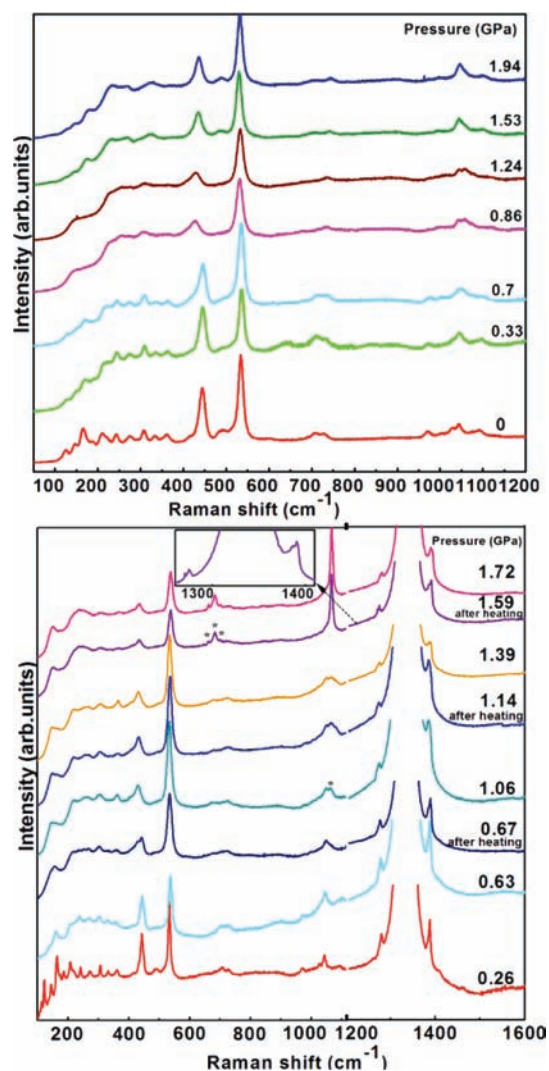 Pressure (GPa)
1.94
1.53
1.24
0.86
0.7
0.33
0
Intensity (arb.units)
100 200 300 400 500 600 700 800 900 1000 1100 1200
Raman shift (cm-1)
Pressure (GPa)
1300 1400
1.72
1.59
after heating
*
* *
1.39
1.14
after heating
1.06
*
0.67
after heating
0.63
0.26
Intensity (arb.units)
200 400 600 800 1000 1200 1400 1600
Raman shift (cm-1)